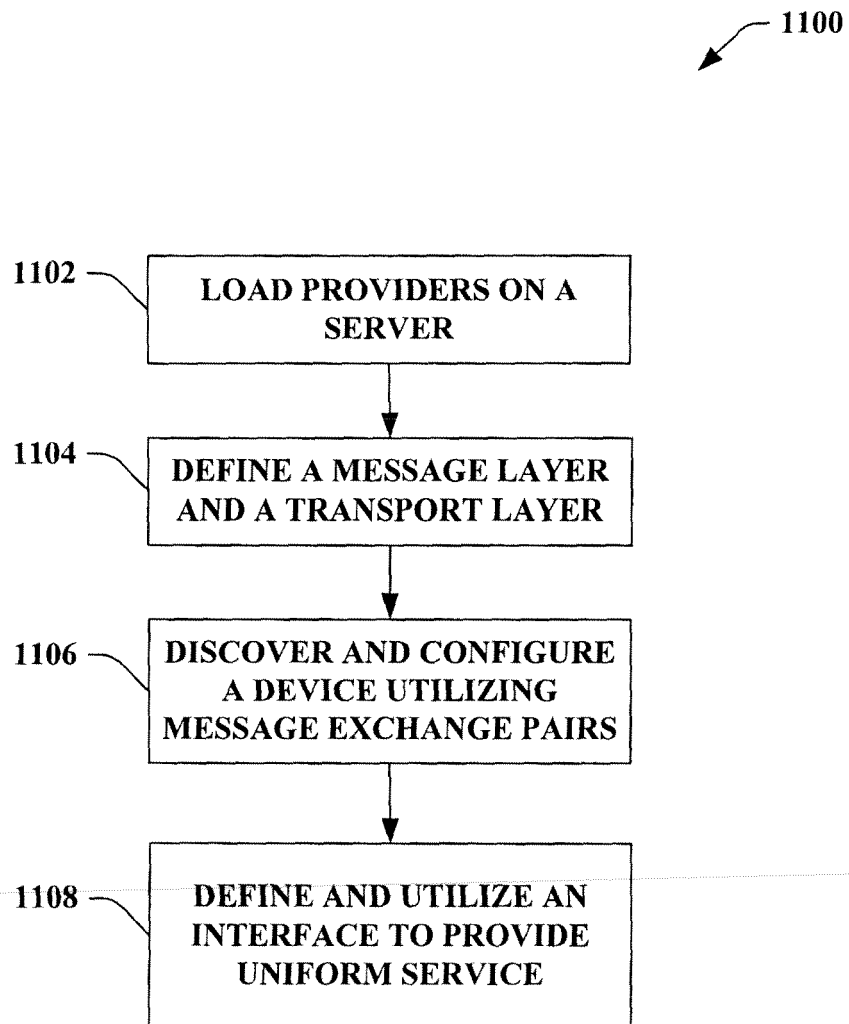 1100
1102
LOAD PROVIDERS ON A
SERVER
1104
DEFINE A MESSAGE LAYER
AND A TRANSPORT LAYER
1106
DISCOVER AND CONFIGURE
A DEVICE UTILIZING
MESSAGE EXCHANGE PAIRS
1108
DEFINE AND UTILIZE AN
INTERFACE TO PROVIDE
UNIFORM SERVICE